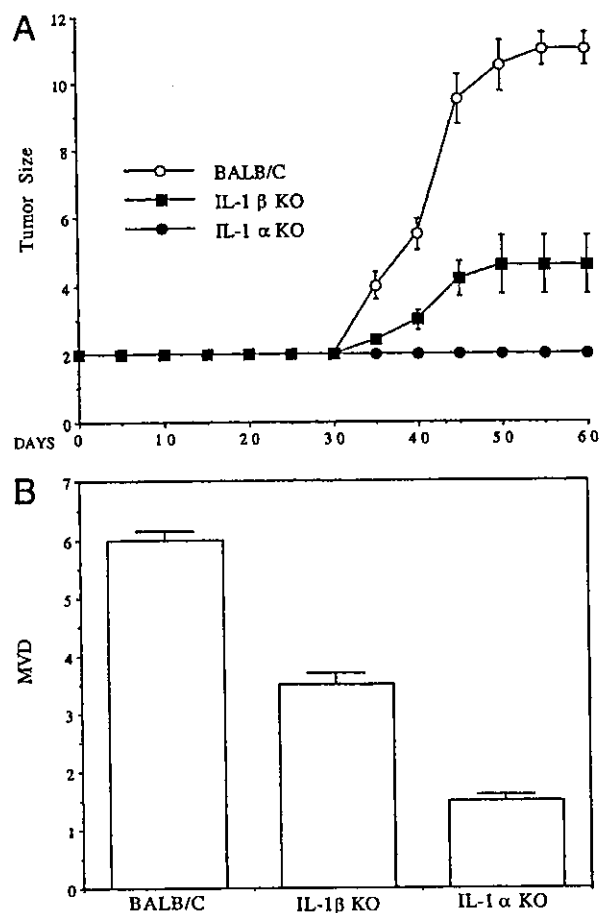 A
12
10
8
6
4
2
0
Tumor Size
BALB/C
IL-1 β KO
IL-1 α KO
DAYS 0 10 20 30 40 50 60
B
7
6
5
4
3
2
1
0
MVD
BALB/C IL-1β KO IL-1 α KO